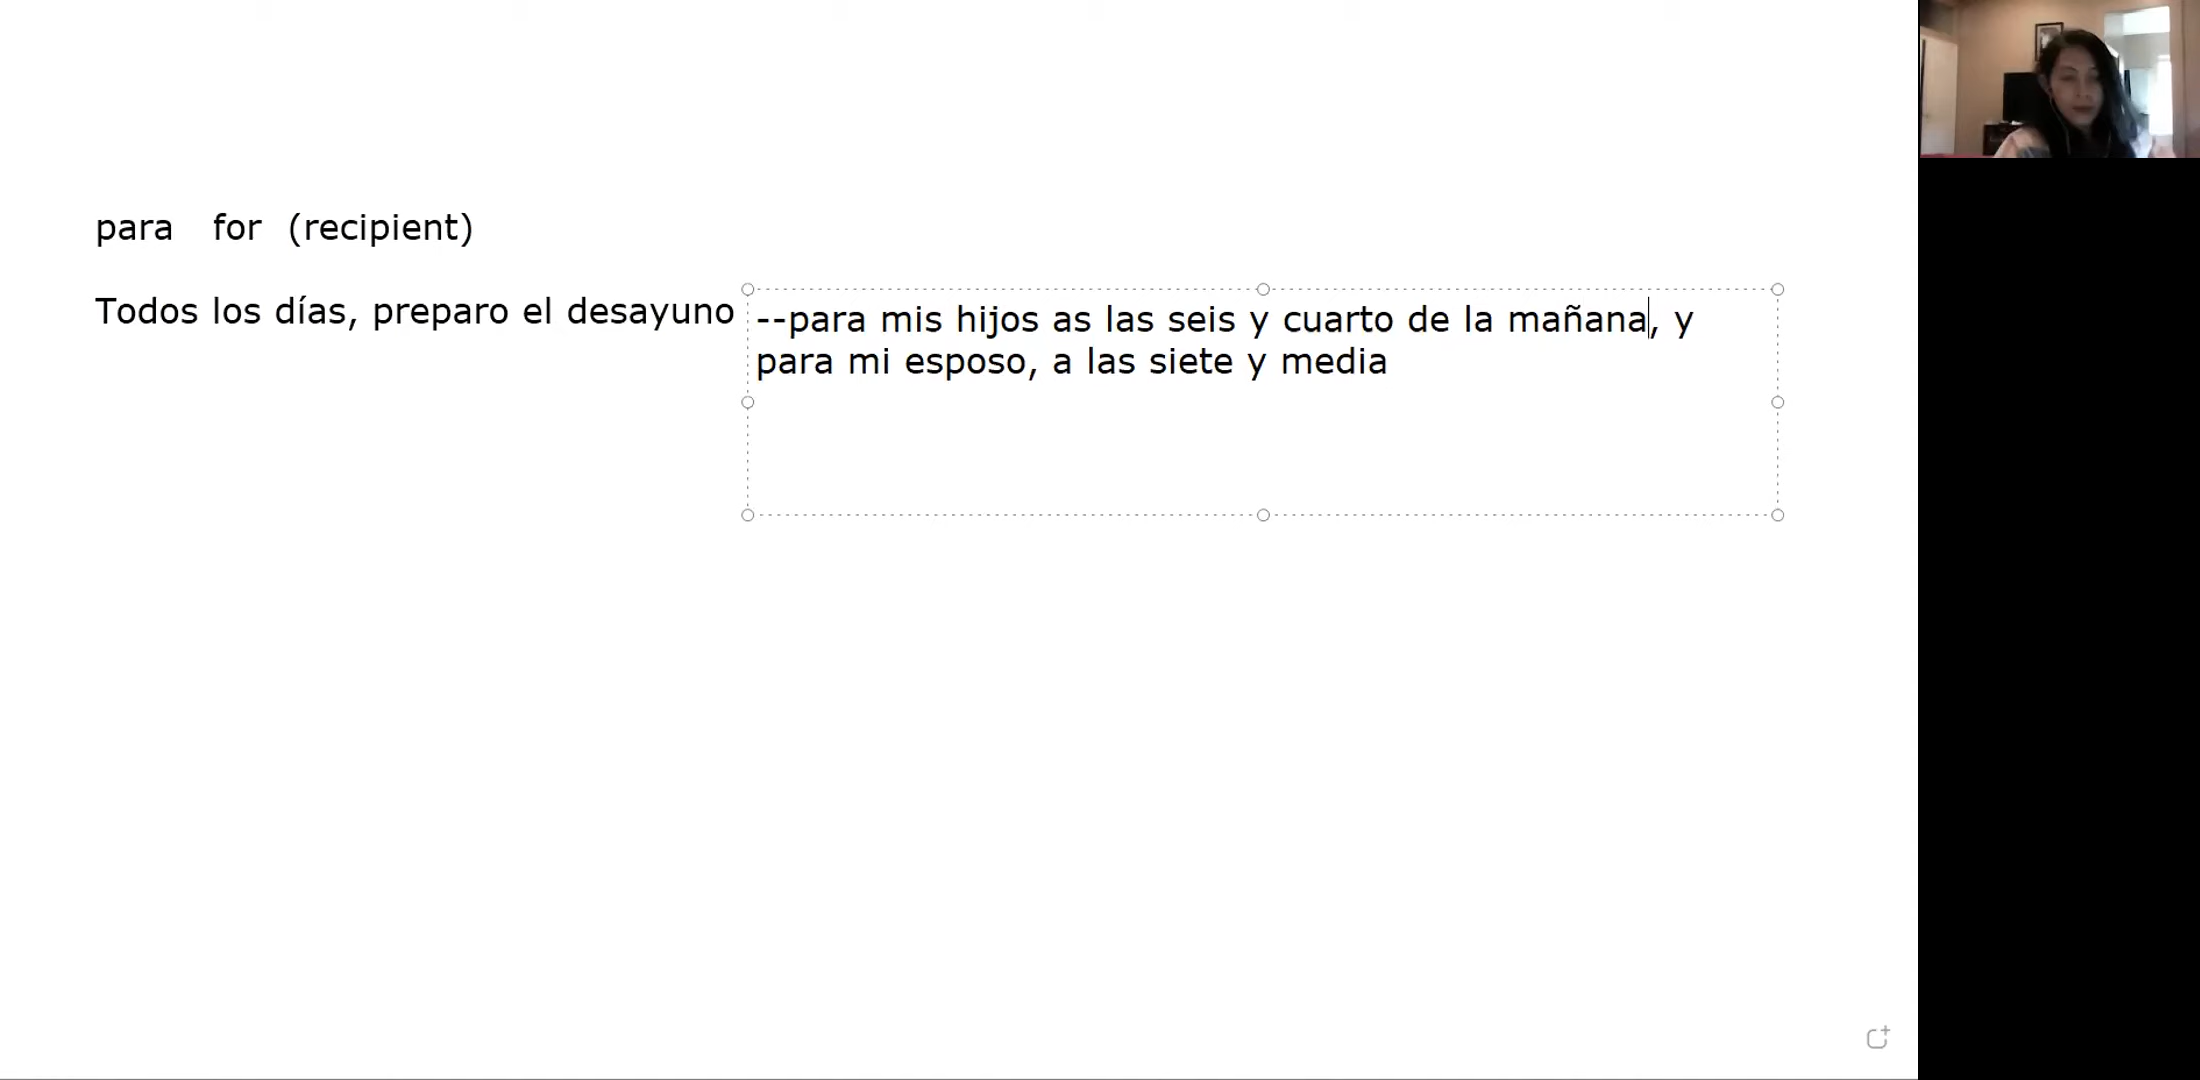 para for (recipient)
Todos los días, preparo el desayuno --para mis hijos as las seis y cuarto de la mañana, y
para mi esposo, a las siete y media